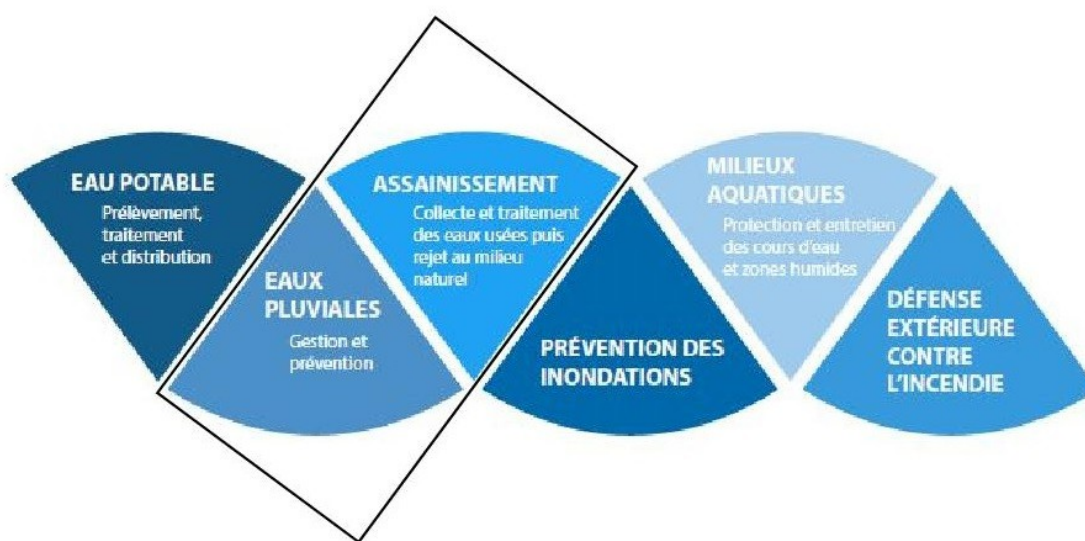 EAU POTABLE
Prélèvement,
traitement
et distribution
EAUX
PLUVIALES
Gestion et
prévention
ASSAINISSEMENT
Collecte et traitement
des eaux usées puis
rejet au milieu
naturel
PRÉVENTION DES
INONDATIONS
MILIEUX
AQUATIQUES
Protection et entretien
des cours d'eau
et zones humides
DÉFENSE
EXTÉRIEURE
CONTRE
L'INCENDIE